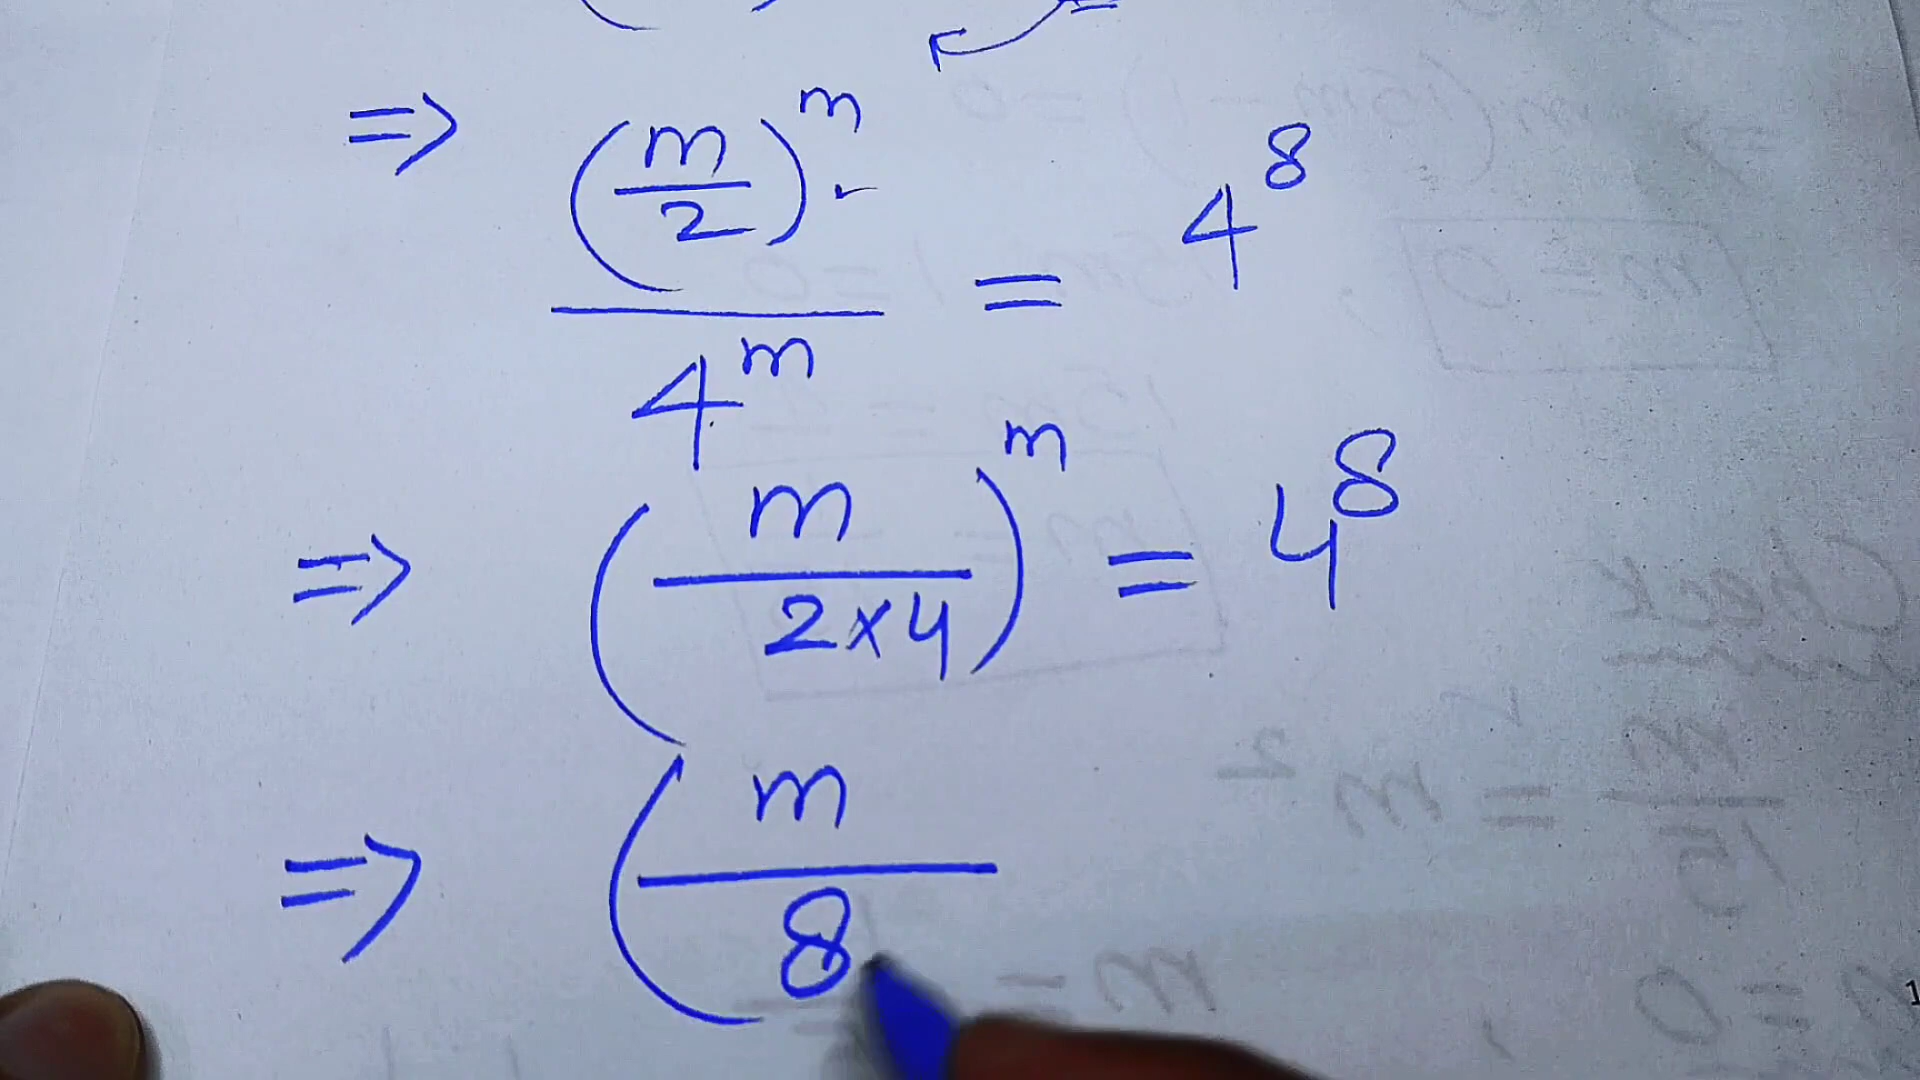 ⇒ (m/2)^m / 4^m = 4^8
⇒ (m / 2×4)^m = 4^8
⇒ (m / 8